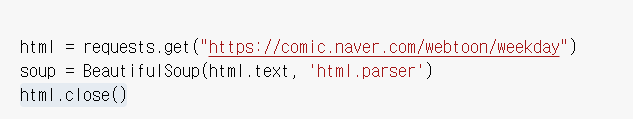 html = requests.get("https://comic.naver.com/webtoon/weekday")
soup = BeautifulSoup(html.text, 'html.parser')
html.close()